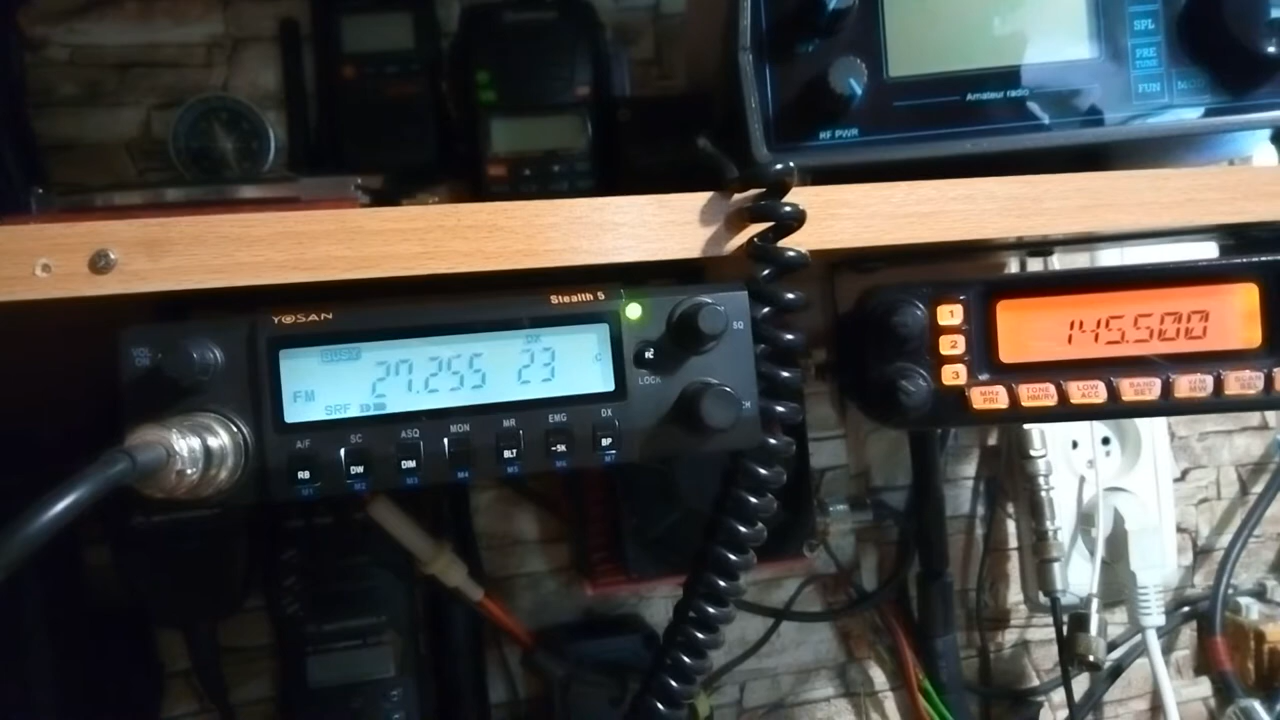 SPL
PRE
TUNE
FUN
Amateur radio
RF PWR
YOSAN
Stealth 5
VOL
ON
SQ
BUSY
DX
FM
27.255
23
SRF
FC
LOCK
CH
A/F
SC
ASQ
MON
MR
EMG
DX
RB
DW
DIM
BLT
-SK
BP
M1
M2
M3
M4
M5
M6
M7
1
2
3
145.500
MHz
PRI
TONE
HM/RV
LOW
ACC
BAND
SET
V/M
MW